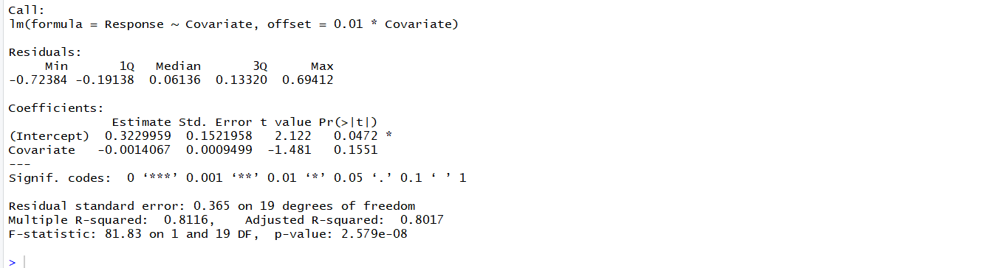 Call:
lm(formula = Response ~ Covariate, offset = 0.01 * Covariate)
Residuals:
     Min       1Q   Median       3Q      Max
-0.72384 -0.19138  0.06136  0.13320  0.69412
Coefficients:
              Estimate Std. Error t value Pr(>|t|)
(Intercept)  0.3229959  0.1521958   2.122   0.0472 *
Covariate   -0.0014067  0.0009499  -1.481   0.1551
---
Signif. codes:  0 ‘***’ 0.001 ‘**’ 0.01 ‘*’ 0.05 ‘.’ 0.1 ‘ ’ 1
Residual standard error: 0.365 on 19 degrees of freedom
Multiple R-squared:  0.8116,    Adjusted R-squared:  0.8017
F-statistic: 81.83 on 1 and 19 DF,  p-value: 2.579e-08
>